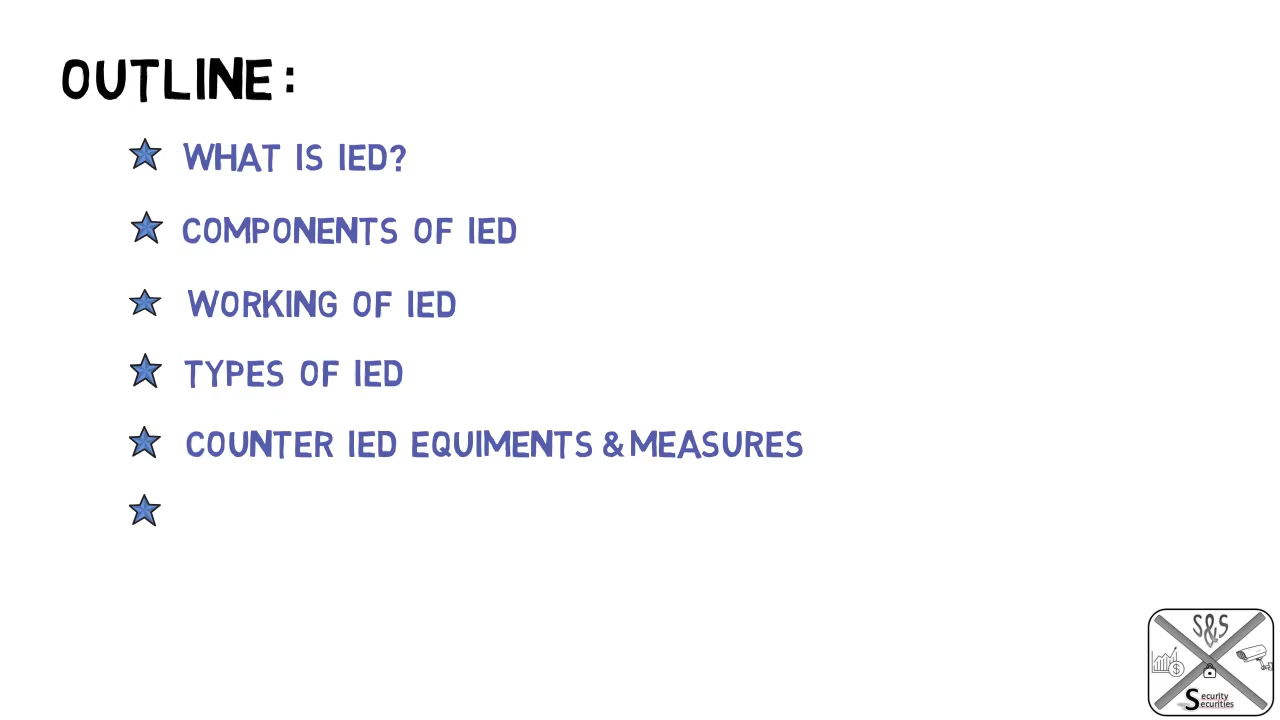 OUTLINE:
WHAT IS IED?
COMPONENTS OF IED
WORKING OF IED
TYPES OF IED
COUNTER IED EQUIMENTS & MEASURES
S&S
$
Security
Securities